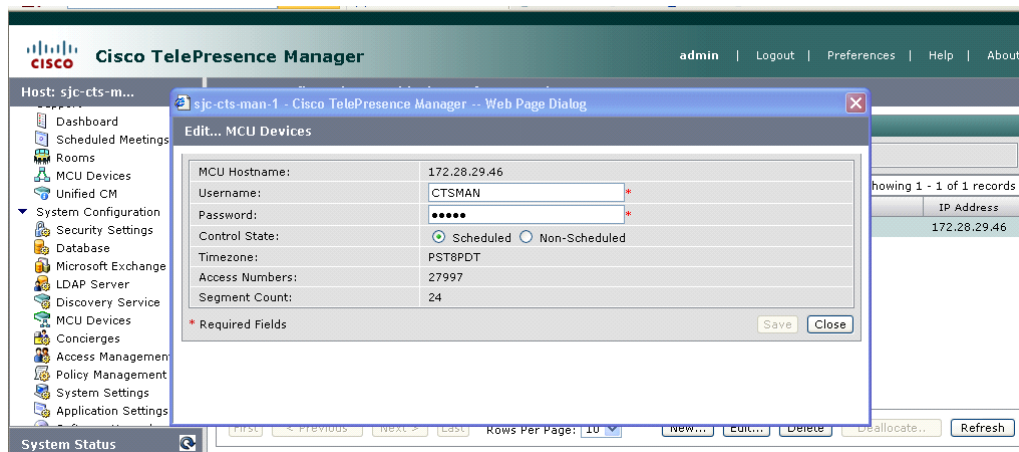 CISCO Cisco TelePresence Manager
admin | Logout | Preferences | Help | About
Host: sjc-cts-m...
Dashboard
Scheduled Meetings
Rooms
MCU Devices
Unified CM
System Configuration
Security Settings
Database
Microsoft Exchange
LDAP Server
Discovery Service
MCU Devices
Concierges
Access Managemen
Policy Management
System Settings
Application Settings
System Status
sjc-cts-man-1 - Cisco TelePresence Manager -- Web Page Dialog
Edit... MCU Devices
MCU Hostname: 172.28.29.46
Username: CTSMAN *
Password: ●●●●● *
Control State: Scheduled Non-Scheduled
Timezone: PST8PDT
Access Numbers: 27997
Segment Count: 24
* Required Fields
Save Close
howing 1 - 1 of 1 records
IP Address
172.28.29.46
First < Previous Next > Last Rows Per Page: 10 New... Edit... Delete Deallocate.. Refresh